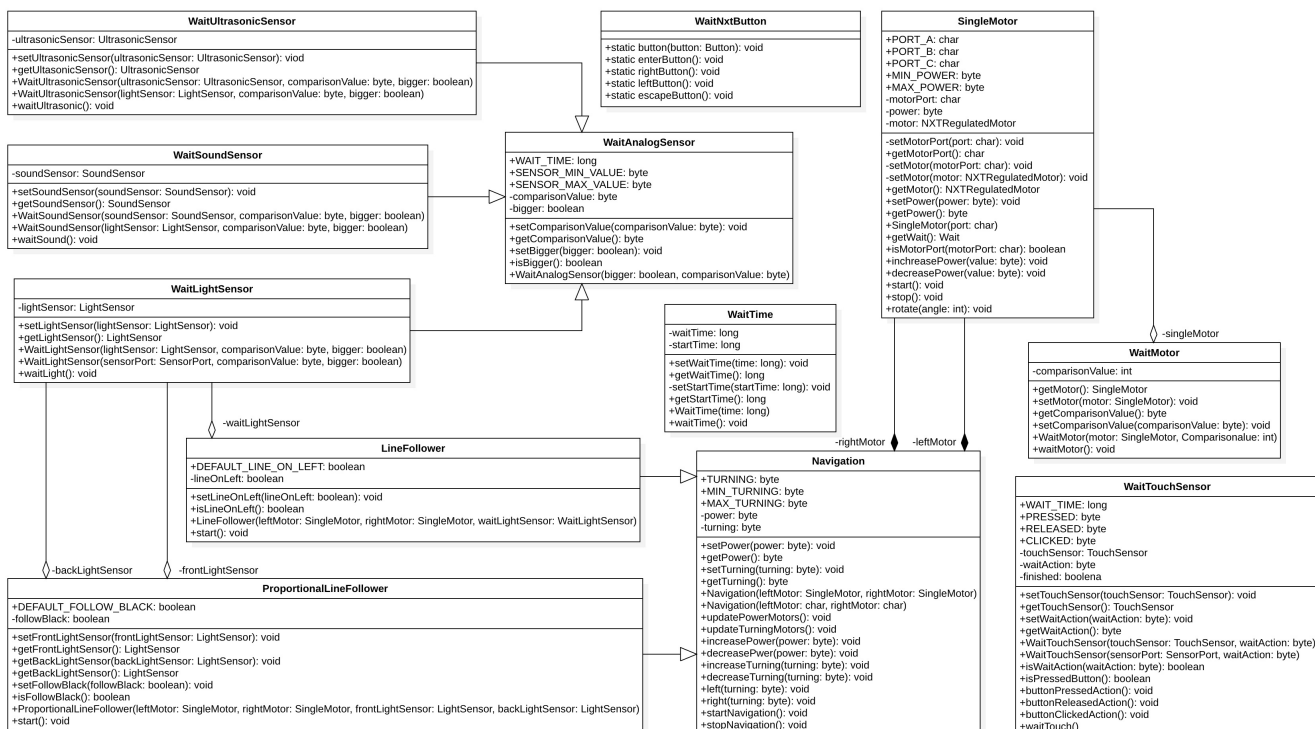 WaitUltrasonicSensor
-ultrasonicSensor: UltrasonicSensor
+setUltrasonicSensor(ultrasonicSensor: UltrasonicSensor): void
+getUltasonicSensor(): UltrasonicSensor
+WaitUltrasonicSensor(ultrasonicSensor: UltrasonicSensor, comparisonValue: byte, bigger: boolean)
+WaitUltrasonicSensor(lightSensor: LightSensor, comparisonValue: byte, bigger: boolean)
+waitUltrasonic(): void
WaitNxtButton
+static button(button: Button): void
+static enterButton(): void
+static rightButton(): void
+static leftButton(): void
+static escapeButton(): void
SingleMotor
+PORT_A: char
+PORT_B: char
+PORT_C: char
+MIN_POWER: byte
+MAX_POWER: byte
-motorPort: char
-power: byte
-motor: NXTRegulatedMotor
-setMotorPort(port: char): void
+getMotorPort(): char
-setMotor(motorPort: char): void
-setMotor(motor: NXTRegulatedMotor): void
+getMotor(): NXTRegulatedMotor
+setPower(power: byte): void
+getPower(): byte
+SingleMotor(port: char)
+getWait(): Wait
+isMotorPort(motorPort: char): boolean
+inchreasePower(value: byte): void
+decreasePower(value: byte): void
+start(): void
+stop(): void
+rotate(angle: int): void
WaitSoundSensor
-soundSensor: SoundSensor
+setSoundSensor(soundSensor: SoundSensor): void
+getSoundSensor(): SoundSensor
+WaitSoundSensor(soundSensor: SoundSensor, comparisonValue: byte, bigger: boolean)
+WaitSoundSensor(lightSensor: LightSensor, comparisonValue: byte, bigger: boolean)
+waitSound(): void
WaitAnalogSensor
+WAIT_TIME: long
+SENSOR_MIN_VALUE: byte
+SENSOR_MAX_VALUE: byte
-comparisonValue: byte
-bigger: boolean
+setComparisonValue(comparisonValue: byte): void
+getComparisonValue(): byte
+setBigger(bigger: boolean): void
+isBigger(): boolean
+WaitAnalogSensor(bigger: boolean, comparisonValue: byte)
WaitLightSensor
-lightSensor: LightSensor
+setLightSensor(lightSensor: LightSensor): void
+getLightSensor(): LightSensor
+WaitLightSensor(lightSensor: LightSensor, comparisonValue: byte, bigger: boolean)
+WaitLightSensor(sensorPort: SensorPort, comparisonValue: byte, bigger: boolean)
+waitLight(): void
WaitTime
-waitTime: long
-startTime: long
+setWaitTime(time: long): void
+getWaitTime(): long
-setStartTime(startTime: long): void
+getStartTime(): long
+WaitTime(time: long)
+waitTime(): void
-singleMotor
WaitMotor
-comparisonValue: int
+getMotor(): SingleMotor
+setMotor(motor: SingleMotor): void
+getComparisonValue(): byte
+setComparisonValue(comparisonValue: byte): void
+WaitMotor(motor: SingleMotor, Comparisonalue: int)
+waitMotor(): void
-waitLightSensor
LineFollower
+DEFAULT_LINE_ON_LEFT: boolean
-lineOnLeft: boolean
+setLineOnLeft(lineOnLeft: boolean): void
+isLineOnLeft(): boolean
+LineFollower(leftMotor: SingleMotor, rightMotor: SingleMotor, waitLightSensor: WaitLightSensor)
+start(): void
-rightMotor
-leftMotor
Navigation
+TURNING: byte
+MIN_TURNING: byte
+MAX_TURNING: byte
-power: byte
-turning: byte
+setPower(power: byte): void
+getPower(): byte
+setTurning(turning: byte): void
+getTurning(): byte
+Navigation(leftMotor: SingleMotor, rightMotor: SingleMotor)
+Navigation(leftMotor: char, rightMotor: char)
+updatePowerMotors(): void
+updateTurningMotors(): void
+increasePower(power: byte): void
+decreasePwer(power: byte): void
+increaseTurning(turning: byte): void
+decreaseTurning(turning: byte): void
+left(turning: byte): void
+right(turning: byte): void
+startNavigation(): void
+stopNavigation(): void
WaitTouchSensor
+WAIT_TIME: long
+PRESSED: byte
+RELEASED: byte
+CLICKED: byte
-touchSensor: TouchSensor
-waitAction: byte
-finished: boolena
+setTouchSensor(touchSensor: TouchSensor): void
+getTouchSensor(): TouchSensor
+setWaitAction(waitAction: byte): void
+getWaitAction(): byte
+WaitTouchSensor(touchSensor: TouchSensor, waitAction: byte)
+WaitTouchSensor(sensorPort: SensorPort, waitAction: byte)
+isWaitAction(waitAction: byte): boolean
+isPressedButton(): boolean
+buttonPressedAction(): void
+buttonReleasedAction(): void
+buttonClickedAction(): void
+waitTouch()
-backLightSensor
-frontLightSensor
ProportionalLineFollower
+DEFAULT_FOLLOW_BLACK: boolean
-followBlack: boolean
+setFrontLightSensor(frontLightSensor: LightSensor): void
+getFrontLightSensor(): LightSensor
+getBackLightSensor(backLightSensor: LightSensor): void
+getBackLightSensor(): LightSensor
+setFollowBlack(followBlack: boolean): void
+isFollowBlack(): boolean
+ProportionalLineFollower(leftMotor: SingleMotor, rightMotor: SingleMotor, frontLightSensor: LightSensor, backLightSensor: LightSensor)
+start(): void